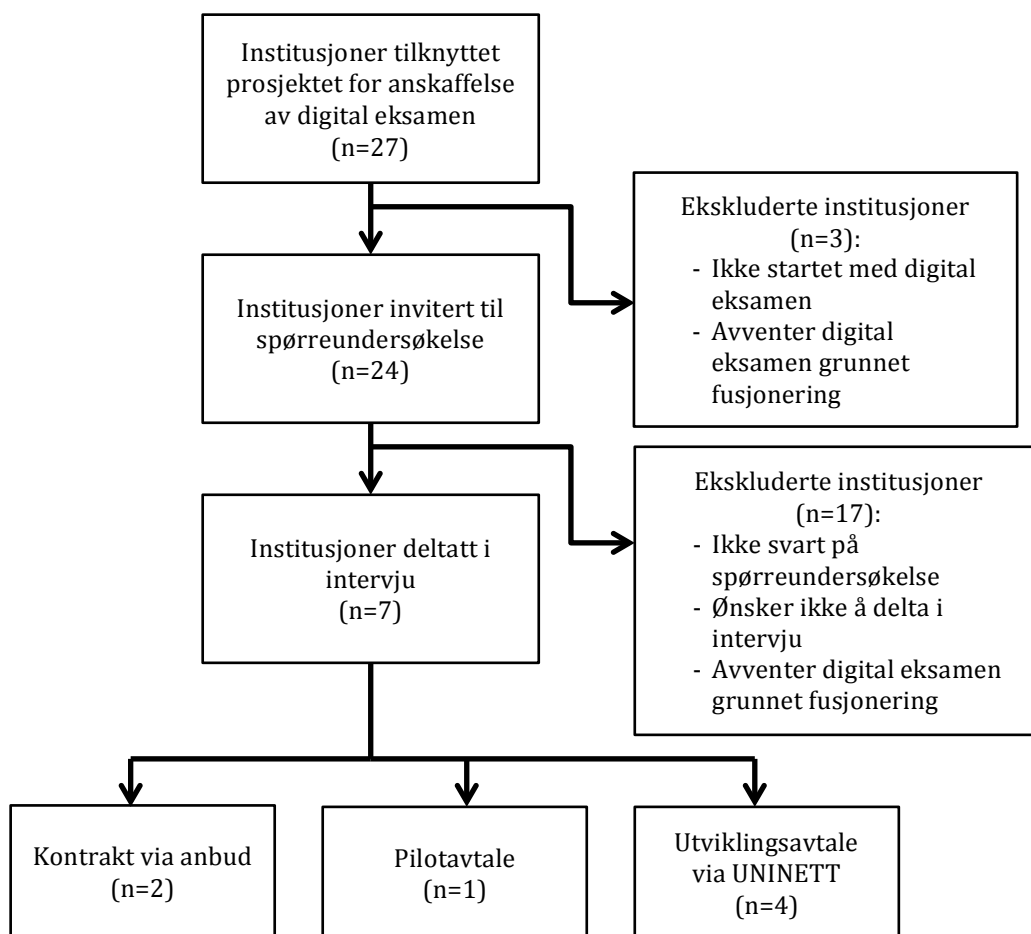 Institusjoner tilknyttet
prosjektet for anskaffelse
av digital eksamen
(n=27)
Ekskluderte institusjoner
(n=3):
- Ikke startet med digital
eksamen
- Avventer digital
eksamen grunnet
fusjonering
Institusjoner invitert til
spørreundersøkelse
(n=24)
Ekskluderte institusjoner
(n=17):
- Ikke svart på
spørreundersøkelse
- Ønsker ikke å delta i
intervju
- Avventer digital eksamen
grunnet fusjonering
Institusjoner deltatt i
intervju
(n=7)
Kontrakt via anbud
(n=2)
Pilotavtale
(n=1)
Utviklingsavtale
via UNINETT
(n=4)